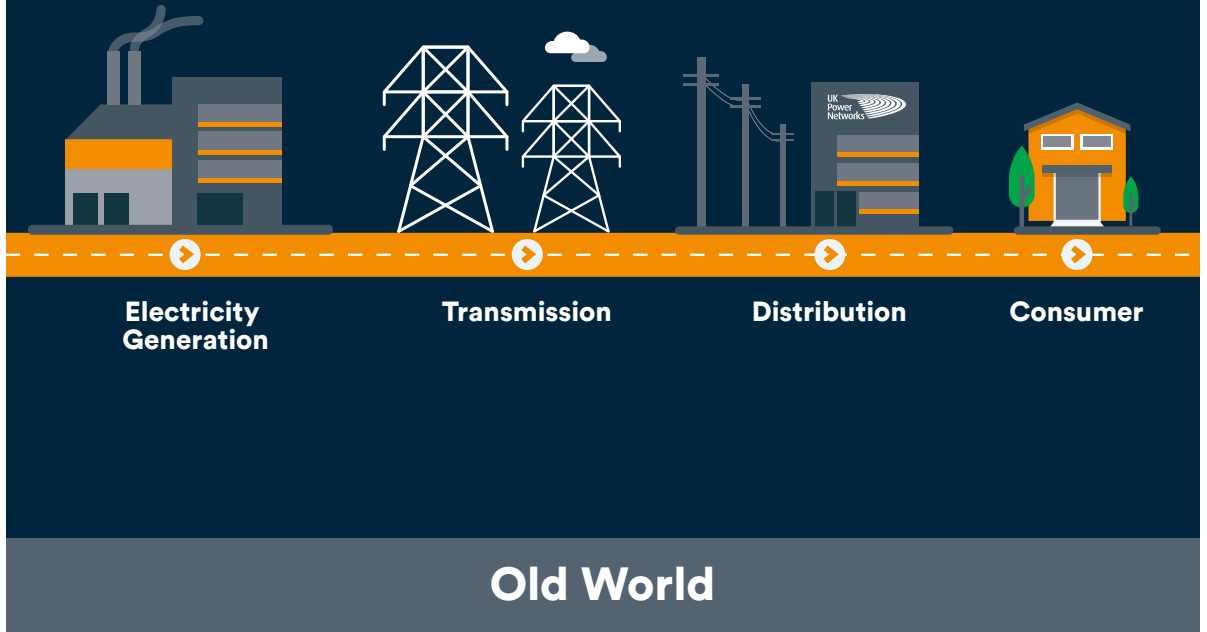 UK
Power
Networks
Electricity
Generation
Transmission
Distribution
Consumer
Old World